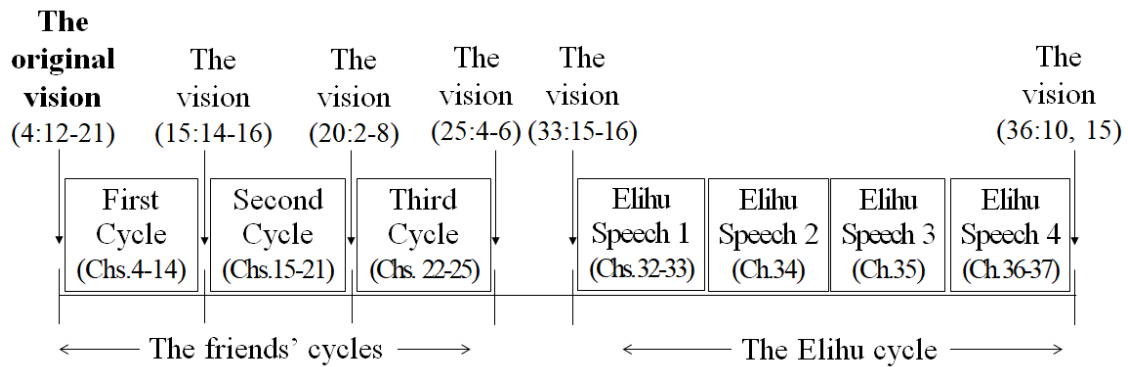 The
original
vision
(4:12-21)
The
vision
(15:14-16)
The
vision
(20:2-8)
The
vision
(25:4-6)
The
vision
(33:15-16)
The
vision
(36:10, 15)
First
Cycle
(Chs.4-14)
Second
Cycle
(Chs.15-21)
Third
Cycle
(Chs. 22-25)
Elihu
Speech 1
(Chs.32-33)
Elihu
Speech 2
(Ch.34)
Elihu
Speech 3
(Ch.35)
Elihu
Speech 4
(Ch.36-37)
The friends’ cycles
The Elihu cycle